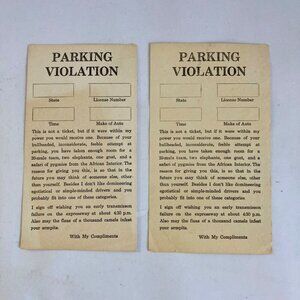 PARKING
VIOLATION
State License Number
Time Make of Auto
This is not a ticket, but if it were within my
power you would receive one. Because of your
bullheaded, inconsiderate, feeble attempt at
parking, you have taken enough room for a
20-mule team, two elephants, one goat, and a
safari of pygmies from the African Interior. The
reason for giving you this, is so that in the
future you may think of someone else, other
than yourself. Besides I don't like domineering
egotistical or simple-minded drivers and you
probably fit into one of these categories.
I sign off wishing you an early transmission
failure on the expressway at about 4:30 p.m.
Also may the fleas of a thousand camels infest
your armpits.
With My Compliments
PARKING
VIOLATION
State License Number
Time Make of Auto
This is not a ticket, but if it were within my
power you would receive one. Because of your
bullheaded, inconsiderate, feeble attempt at
parking, you have taken enough room for a
20-mule team, two elephants, one goat, and a
safari of pygmies from the African Interior. The
reason for giving you this, is so that in the
future you may think of someone else, other
than yourself. Besides I don't like domineering
egotistical or simple-minded drivers and you
probably fit into one of these categories.
I sign off wishing you an early transmission
failure on the expressway at about 4:30 p.m.
Also may the fleas of a thousand camels infest
your armpits.
With My Compliments